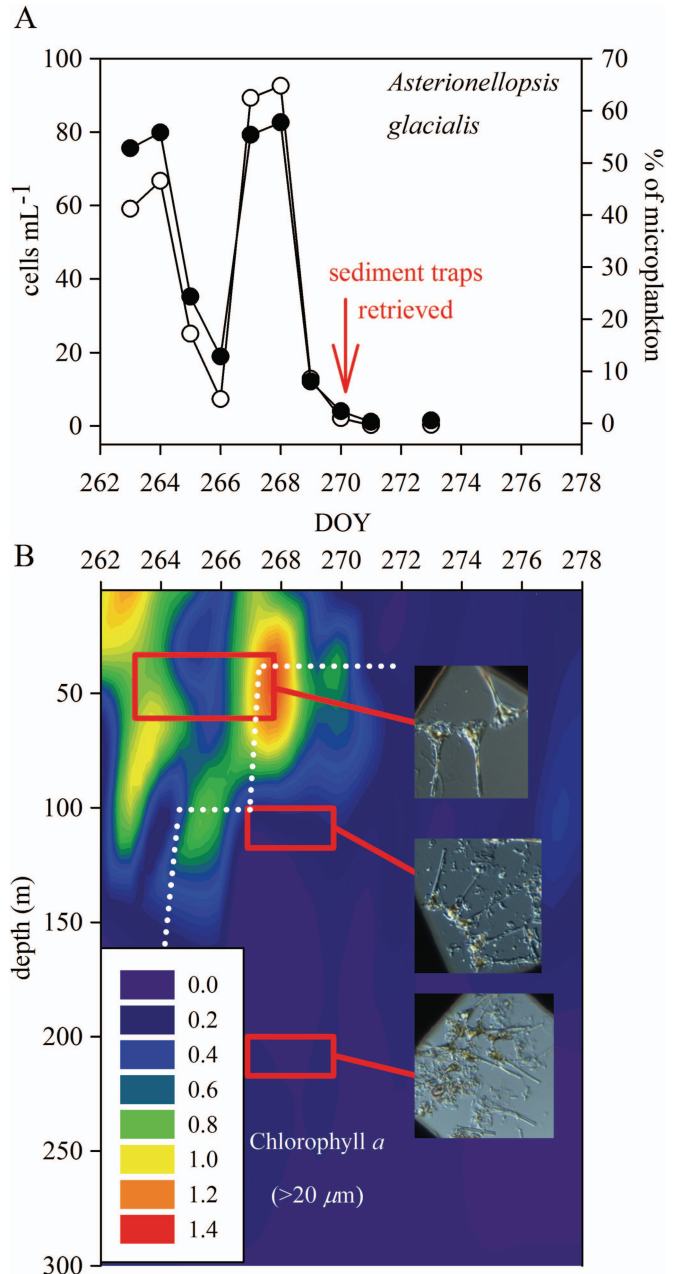 A
100
80
60
40
20
0
cells mL-1
Asterionellopsis
glacialis
sediment traps
retrieved
70
60
50
40
30
20
10
0
% of microplankton
262 264 266 268 270 272 274 276 278
DOY
B
262 264 266 268 270 272 274 276 278
50
100
150
200
250
300
depth (m)
0.0
0.2
0.4
0.6
0.8
1.0
1.2
1.4
Chlorophyll a
(>20 μm)